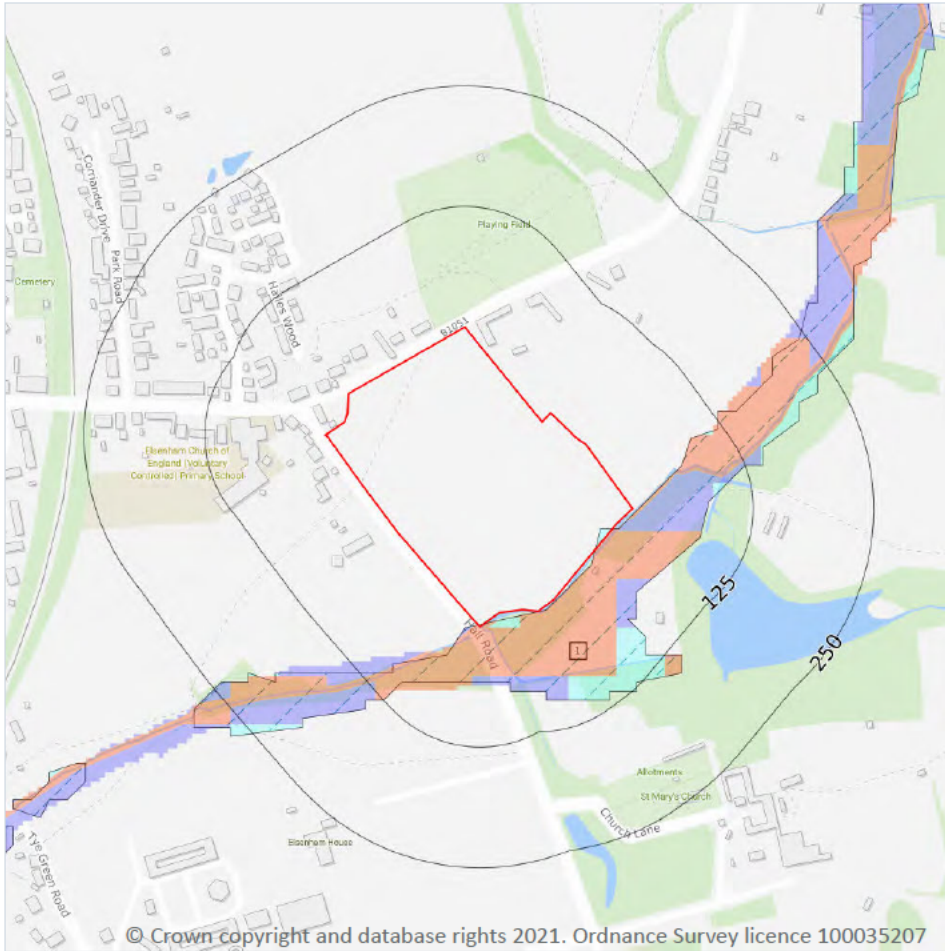 Comander Drive
Park Road
Cemetery
Hailes Wood
Playing Field
B1051
Elsenham Church of
England (Voluntary
Controlled) Primary School
125
250
Hall Road
1
Allotments
St Mary's Church
Church Lane
Elsenham House
Tye Green Road
© Crown copyright and database rights 2021. Ordnance Survey licence 100035207